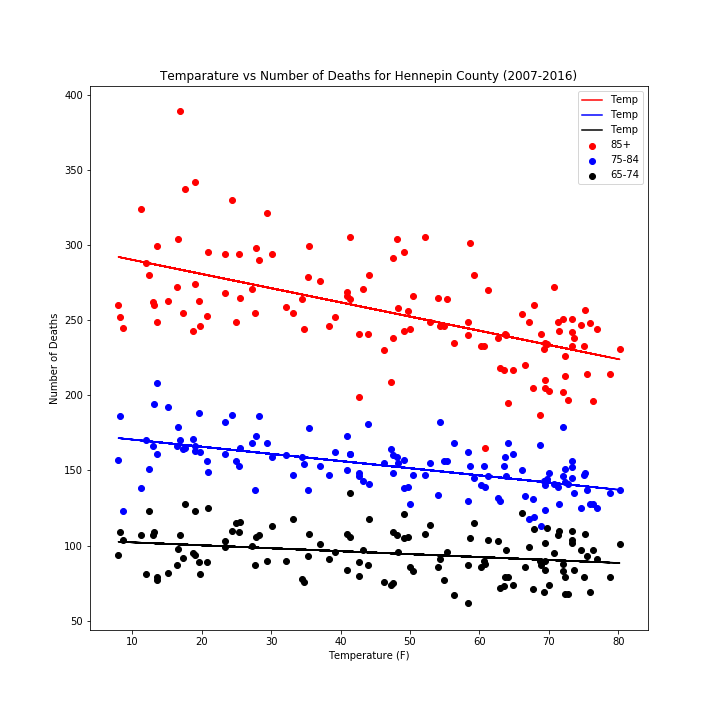 Temparature vs Number of Deaths for Hennepin County (2007-2016)
400
350
300
250
200
150
100
50
Number of Deaths
Temp
Temp
Temp
85+
75-84
65-74
10 20 30 40 50 60 70 80
Temperature (F)